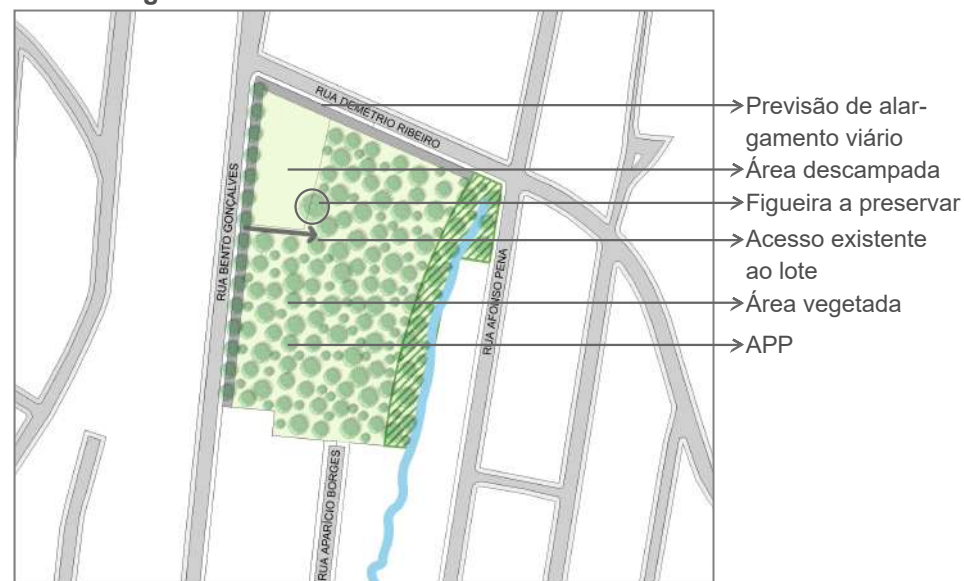 RUA DEMETRIO RIBEIRO
RUA BENTO GONÇALVES
RUA AFONSO PENA
RUA APARÍCIO BORGES
Previsão de alar-
gamento viário
Área descampada
Figueira a preservar
Acesso existente
ao lote
Área vegetada
APP